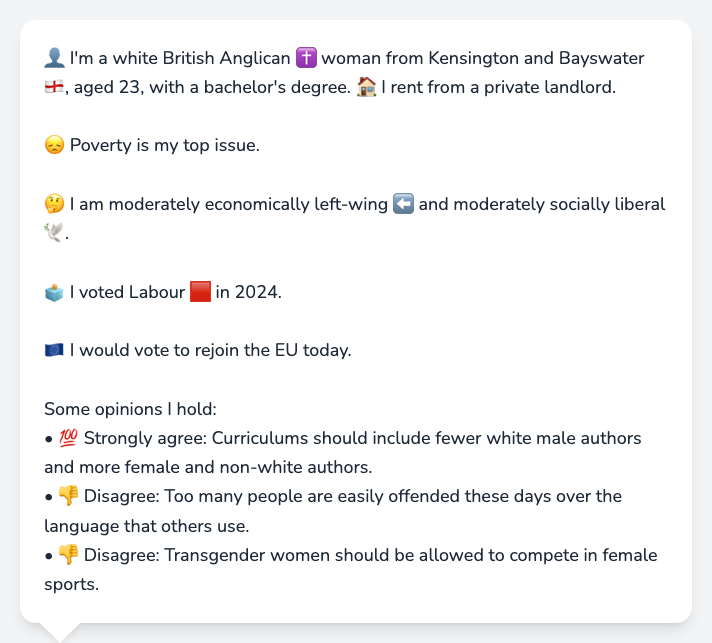 👤 I'm a white British Anglican ✝️ woman from Kensington and Bayswater
🏴󠁧󠁢󠁥󠁮󠁧󠁿, aged 23, with a bachelor's degree. 🏠 I rent from a private landlord.
😞 Poverty is my top issue.
🤔 I am moderately economically left-wing ⬅️ and moderately socially liberal
🕊️.
🗳️ I voted Labour 🟥 in 2024.
🇪🇺 I would vote to rejoin the EU today.
Some opinions I hold:
• 💯 Strongly agree: Curriculums should include fewer white male authors
and more female and non-white authors.
• 👎 Disagree: Too many people are easily offended these days over the
language that others use.
• 👎 Disagree: Transgender women should be allowed to compete in female
sports.